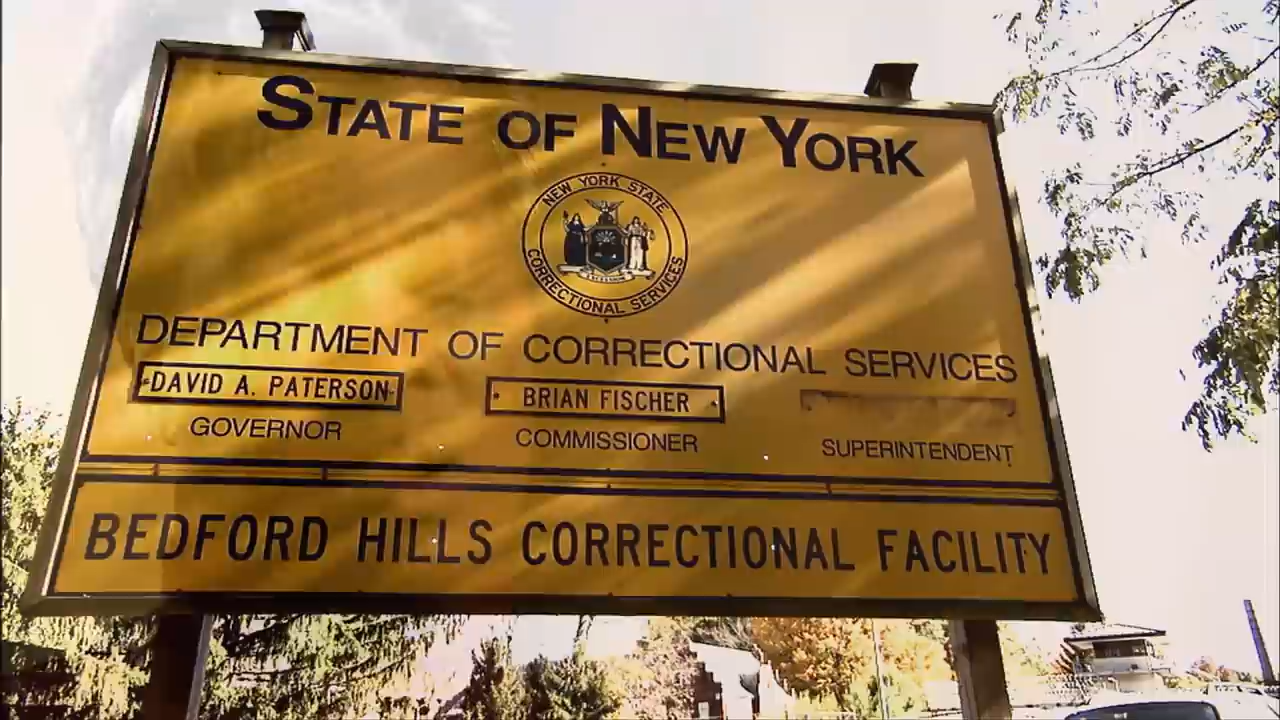 STATE OF NEW YORK
NEW YORK STATE
CORRECTIONAL SERVICES
DEPARTMENT OF CORRECTIONAL SERVICES
DAVID A. PATERSON BRIAN FISCHER
GOVERNOR COMMISSIONER SUPERINTENDENT
BEDFORD HILLS CORRECTIONAL FACILITY